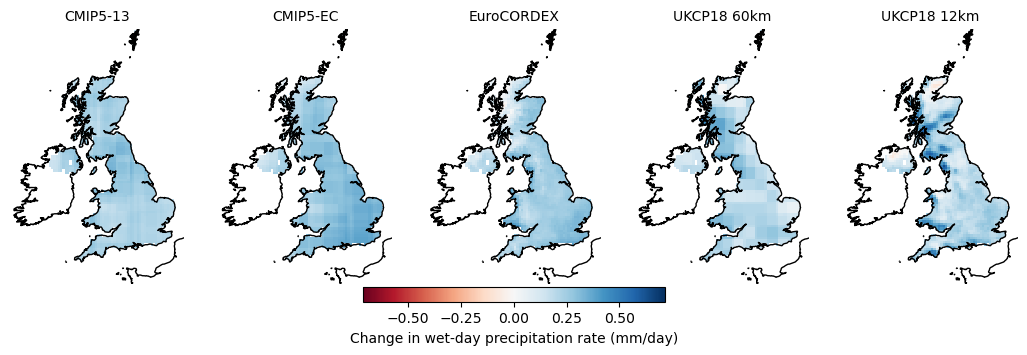 CMIP5-13 CMIP5-EC EuroCORDEX UKCP18 60km UKCP18 12km
−0.50 −0.25 0.00 0.25 0.50
Change in wet-day precipitation rate (mm/day)